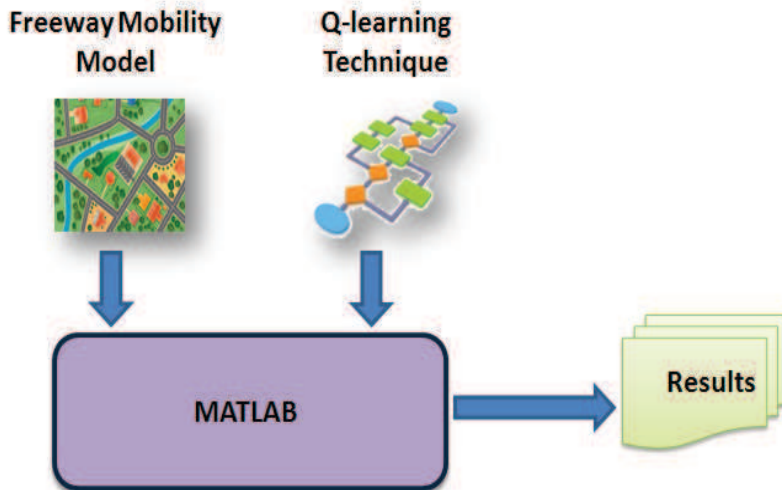 Freeway Mobility
Model
Q-learning
Technique
MATLAB
Results